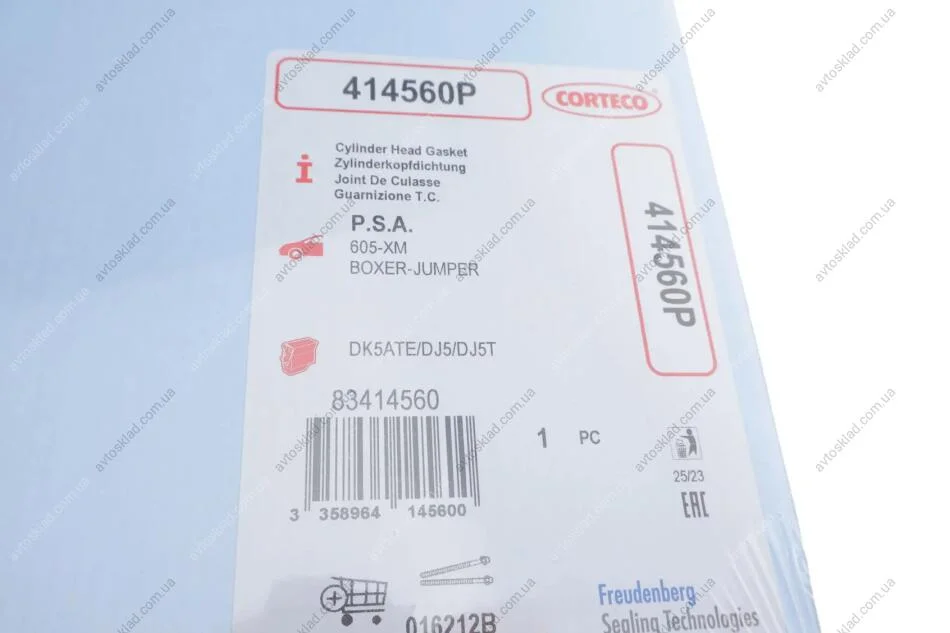 414560P
CORTECO
Cylinder Head Gasket
Zylinderkopfdichtung
Joint De Culasse
Guarnizione T.C.
P.S.A.
605-XM
BOXER-JUMPER
414560P
DK5ATE/DJ5/DJ5T
83414560
1 PC
3 358964 145600
25/23
EAC
016212B
Freudenberg
Sealing Technologies
avtosklad.com.ua